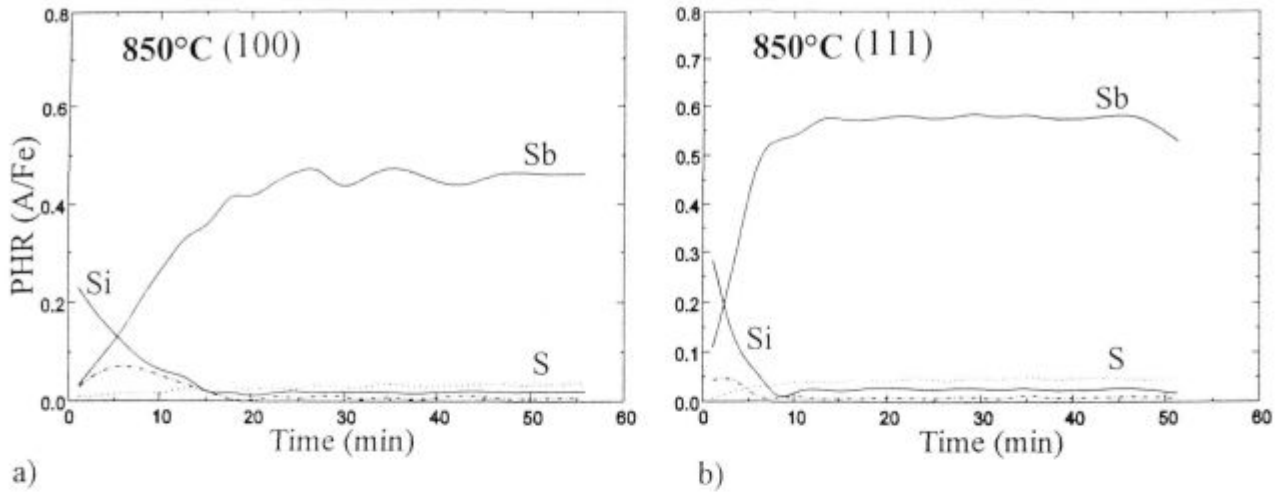 0.8
850°C (100)
0.6
Sb
PHR (A/Fe)
0.4
Si
0.2
S
0.0
0 10 20 30 40 50 60
Time (min)
a)
0.8
850°C (111)
0.7
Sb
0.6
0.5
0.4
0.3
0.2
Si
0.1
S
0.0
0 10 20 30 40 50 60
Time (min)
b)